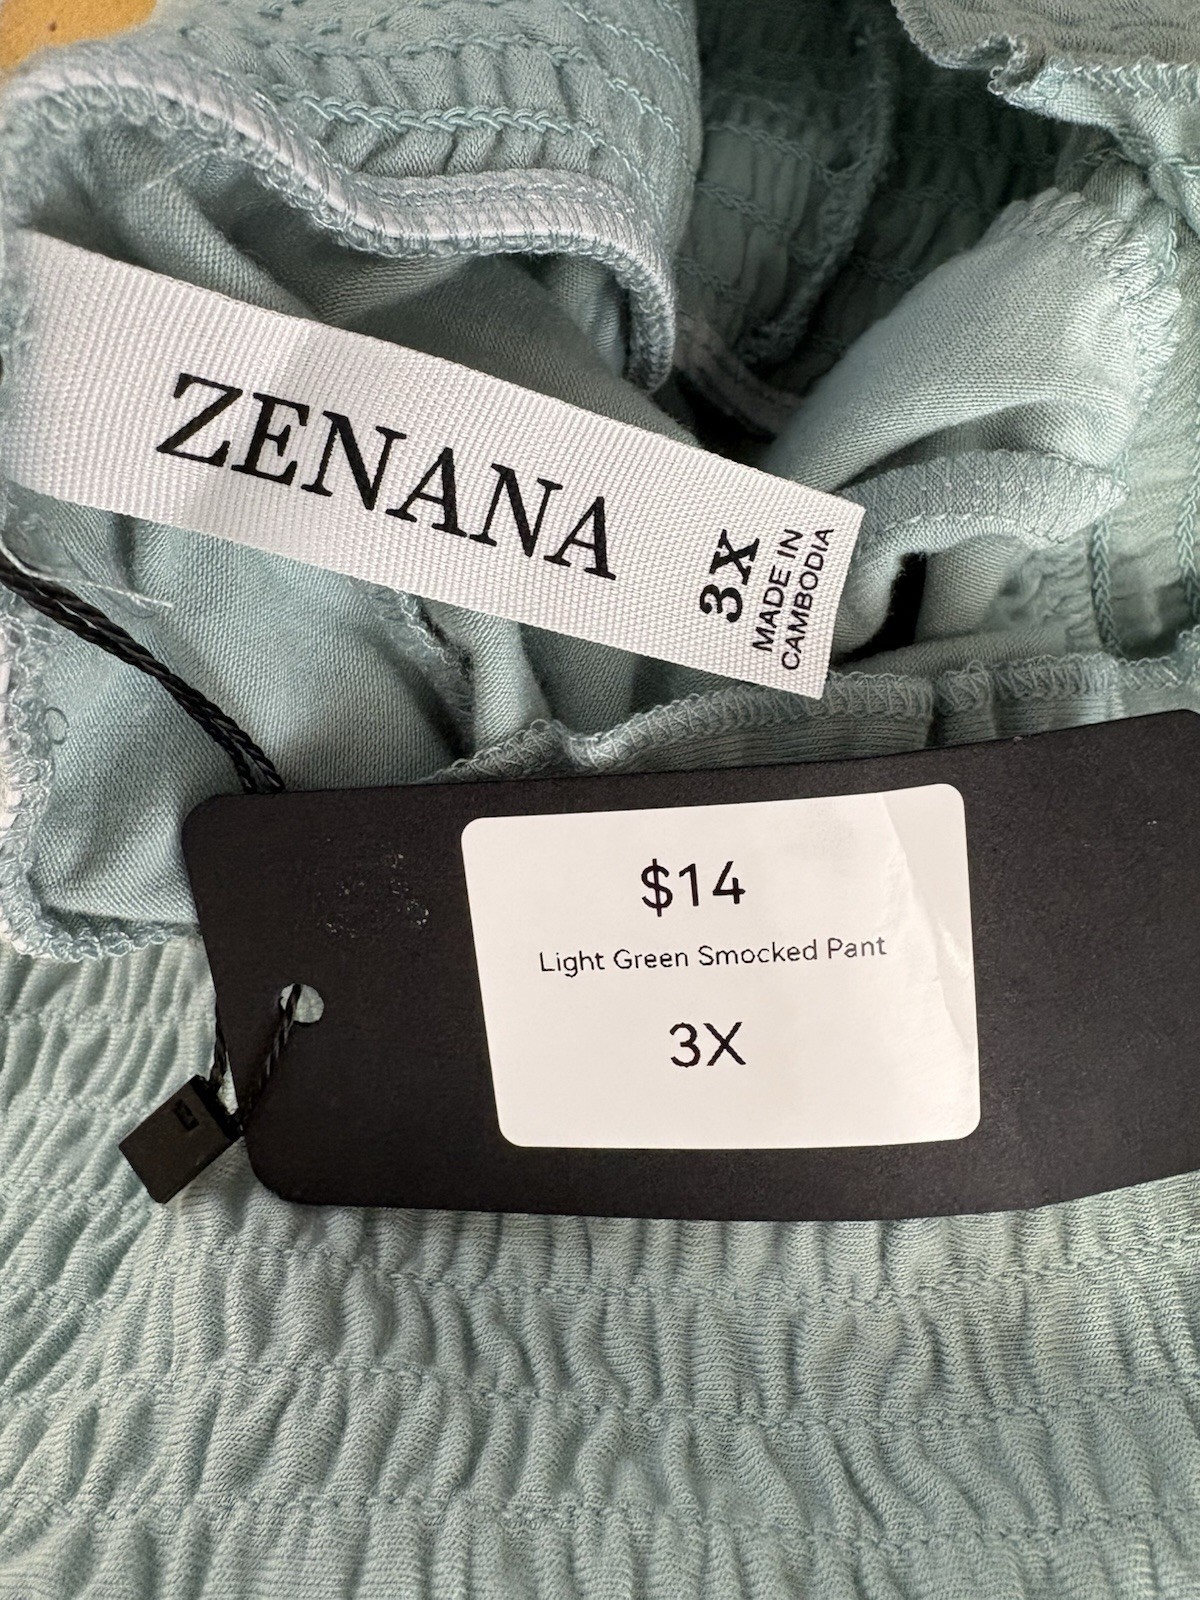 ZENANA
3X
MADE IN
CAMBODIA
$14
Light Green Smocked Pant
3X